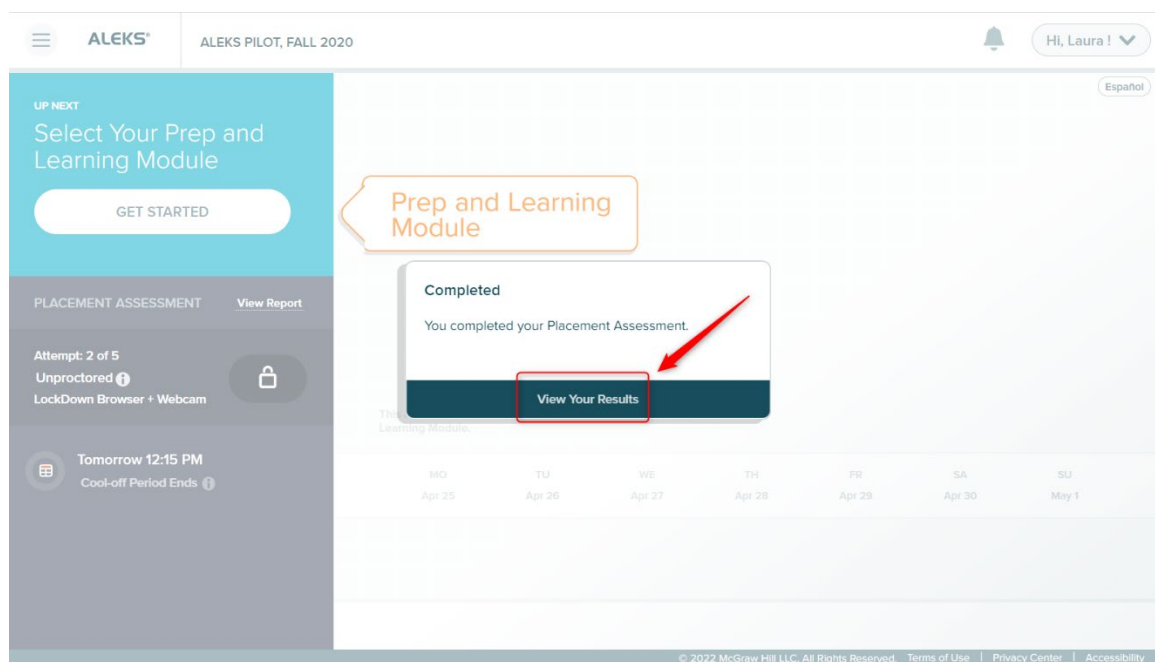 ALEKS®
ALEKS PILOT, FALL 2020
Hi, Laura !
Español
UP NEXT
Select Your Prep and
Learning Module
GET STARTED
Prep and Learning
Module
Completed
You completed your Placement Assessment.
View Your Results
PLACEMENT ASSESSMENT
View Report
Attempt: 2 of 5
Unproctored
LockDown Browser + Webcam
Tomorrow 12:15 PM
Cool-off Period Ends
This
Learning Module.
MO TU WE TH FR SA SU
Apr 25 Apr 26 Apr 27 Apr 28 Apr 29 Apr 30 May 1
© 2022 McGraw Hill LLC. All Rights Reserved. Terms of Use | Privacy Center | Accessibility